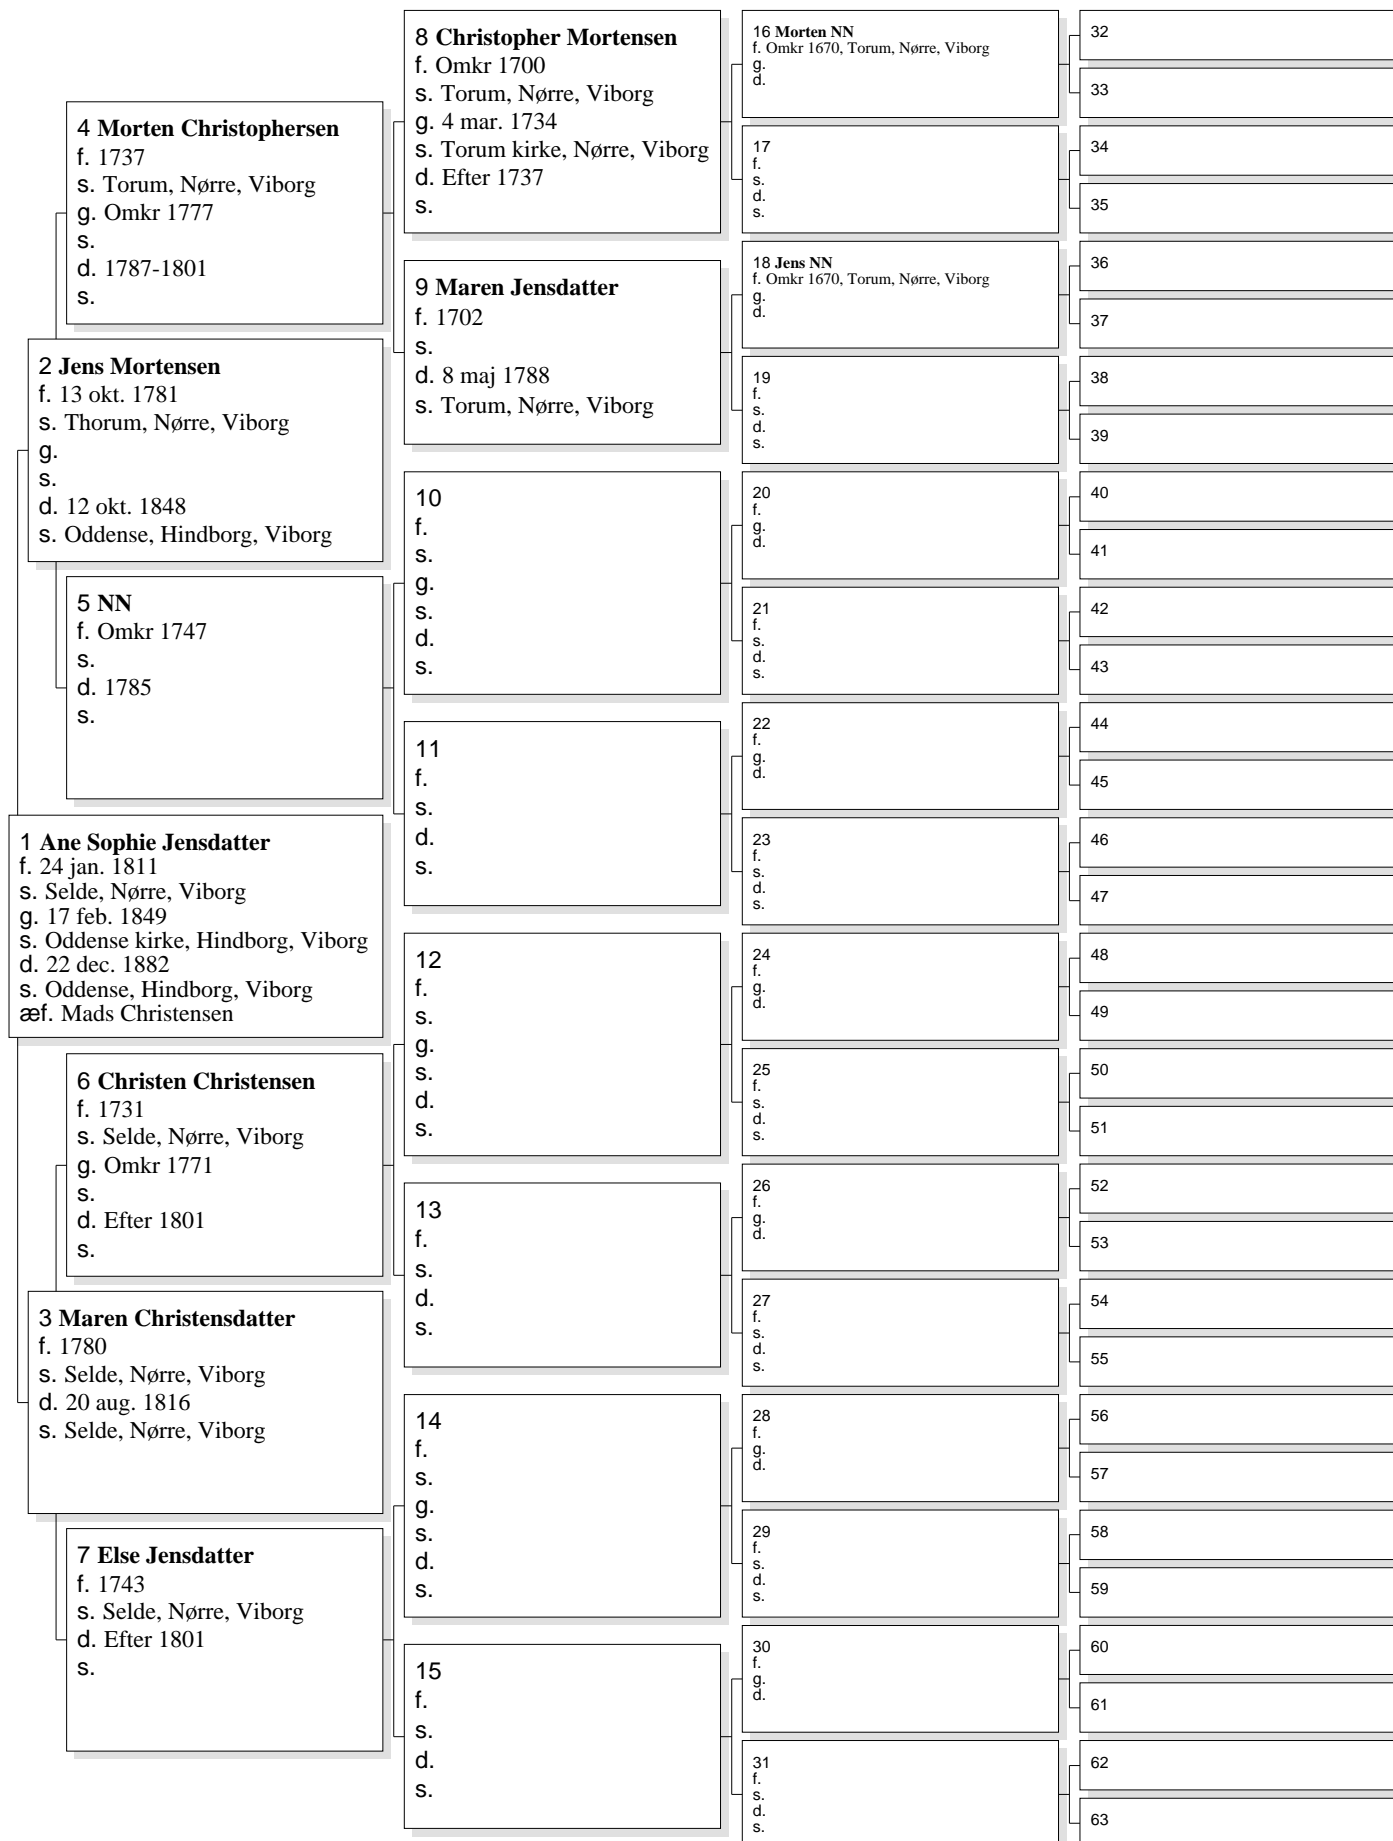 4 Morten Christophersen
f. 1737
s. Torum, Nørre, Viborg
g. Omkr 1777
s.
d. 1787-1801
s.
2 Jens Mortensen
f. 13 okt. 1781
s. Thorum, Nørre, Viborg
g.
s.
d. 12 okt. 1848
s. Oddense, Hindborg, Viborg
5 NN
f. Omkr 1747
s.
d. 1785
s.
1 Ane Sophie Jensdatter
f. 24 jan. 1811
s. Selde, Nørre, Viborg
g. 17 feb. 1849
s. Oddense kirke, Hindborg, Viborg
d. 22 dec. 1882
s. Oddense, Hindborg, Viborg
æf. Mads Christensen
6 Christen Christensen
f. 1731
s. Selde, Nørre, Viborg
g. Omkr 1771
s.
d. Efter 1801
s.
3 Maren Christensdatter
f. 1780
s. Selde, Nørre, Viborg
d. 20 aug. 1816
s. Selde, Nørre, Viborg
7 Else Jensdatter
f. 1743
s. Selde, Nørre, Viborg
d. Efter 1801
s.
8 Christopher Mortensen
f. Omkr 1700
s. Torum, Nørre, Viborg
g. 4 mar. 1734
s. Torum kirke, Nørre, Viborg
d. Efter 1737
s.
9 Maren Jensdatter
f. 1702
s.
d. 8 maj 1788
s. Torum, Nørre, Viborg
10
f.
s.
g.
s.
d.
s.
11
f.
s.
d.
s.
12
f.
s.
g.
s.
d.
s.
13
f.
s.
d.
s.
14
f.
s.
g.
s.
d.
s.
15
f.
s.
d.
s.
16 Morten NN
f. Omkr 1670, Torum, Nørre, Viborg
g.
d.
17
f.
s.
d.
s.
18 Jens NN
f. Omkr 1670, Torum, Nørre, Viborg
g.
d.
19
f.
s.
d.
s.
20
f.
g.
d.
21
f.
s.
d.
s.
22
f.
g.
d.
23
f.
s.
d.
s.
24
f.
g.
d.
25
f.
s.
d.
s.
26
f.
g.
d.
27
f.
s.
d.
s.
28
f.
g.
d.
29
f.
s.
d.
s.
30
f.
g.
d.
31
f.
s.
d.
s.
32
33
34
35
36
37
38
39
40
41
42
43
44
45
46
47
48
49
50
51
52
53
54
55
56
57
58
59
60
61
62
63